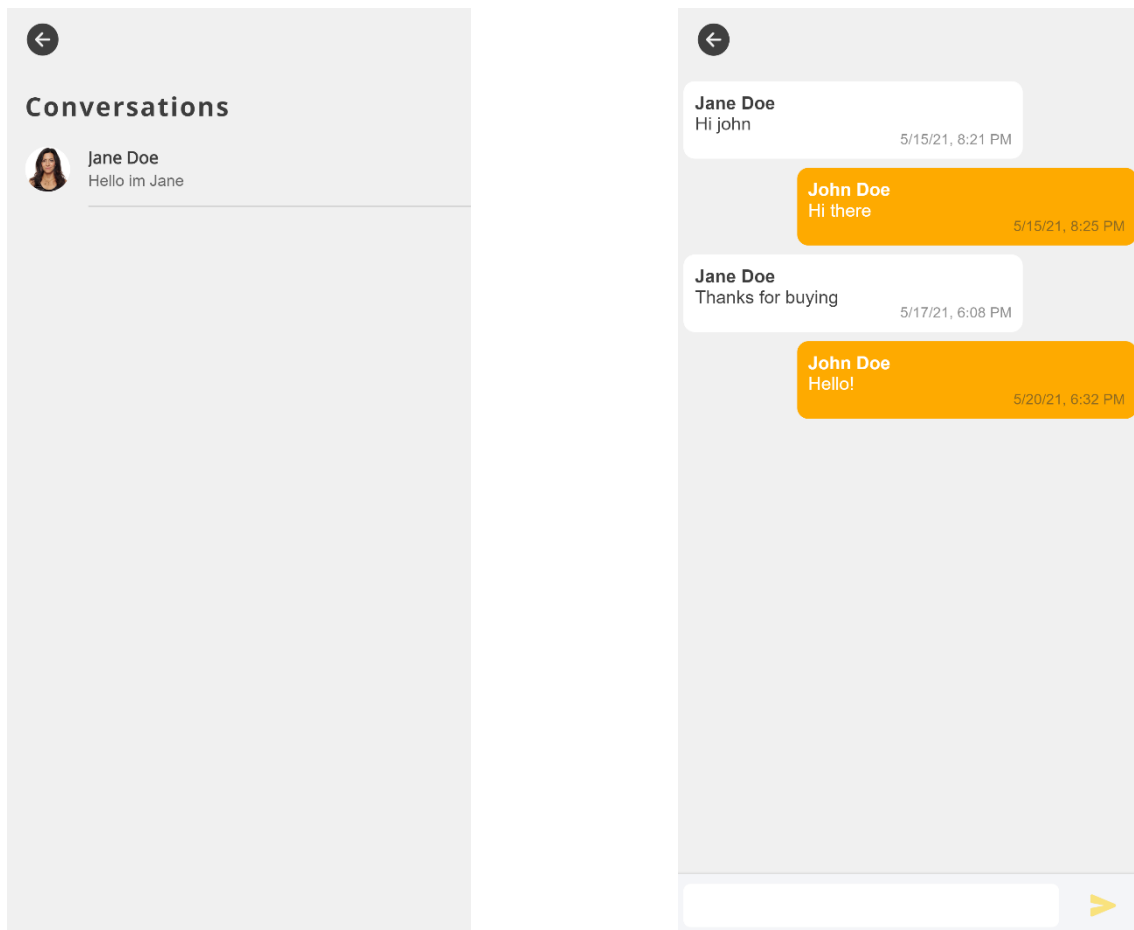 Conversations
Jane Doe
Hello im Jane
Jane Doe
Hi john
5/15/21, 8:21 PM
John Doe
Hi there
5/15/21, 8:25 PM
Jane Doe
Thanks for buying
5/17/21, 6:08 PM
John Doe
Hello!
5/20/21, 6:32 PM